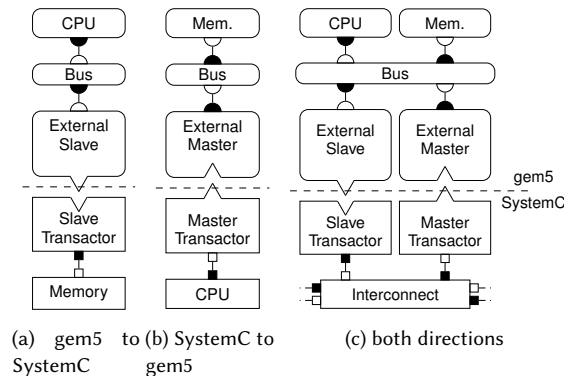 CPU
Mem.
CPU
Mem.
Bus
Bus
Bus
External
Slave
External
Master
External
Slave
External
Master
gem5
SystemC
Slave
Transactor
Master
Transactor
Slave
Transactor
Master
Transactor
Memory
CPU
Interconnect
(a) gem5 to
SystemC
(b) SystemC to
gem5
(c) both directions